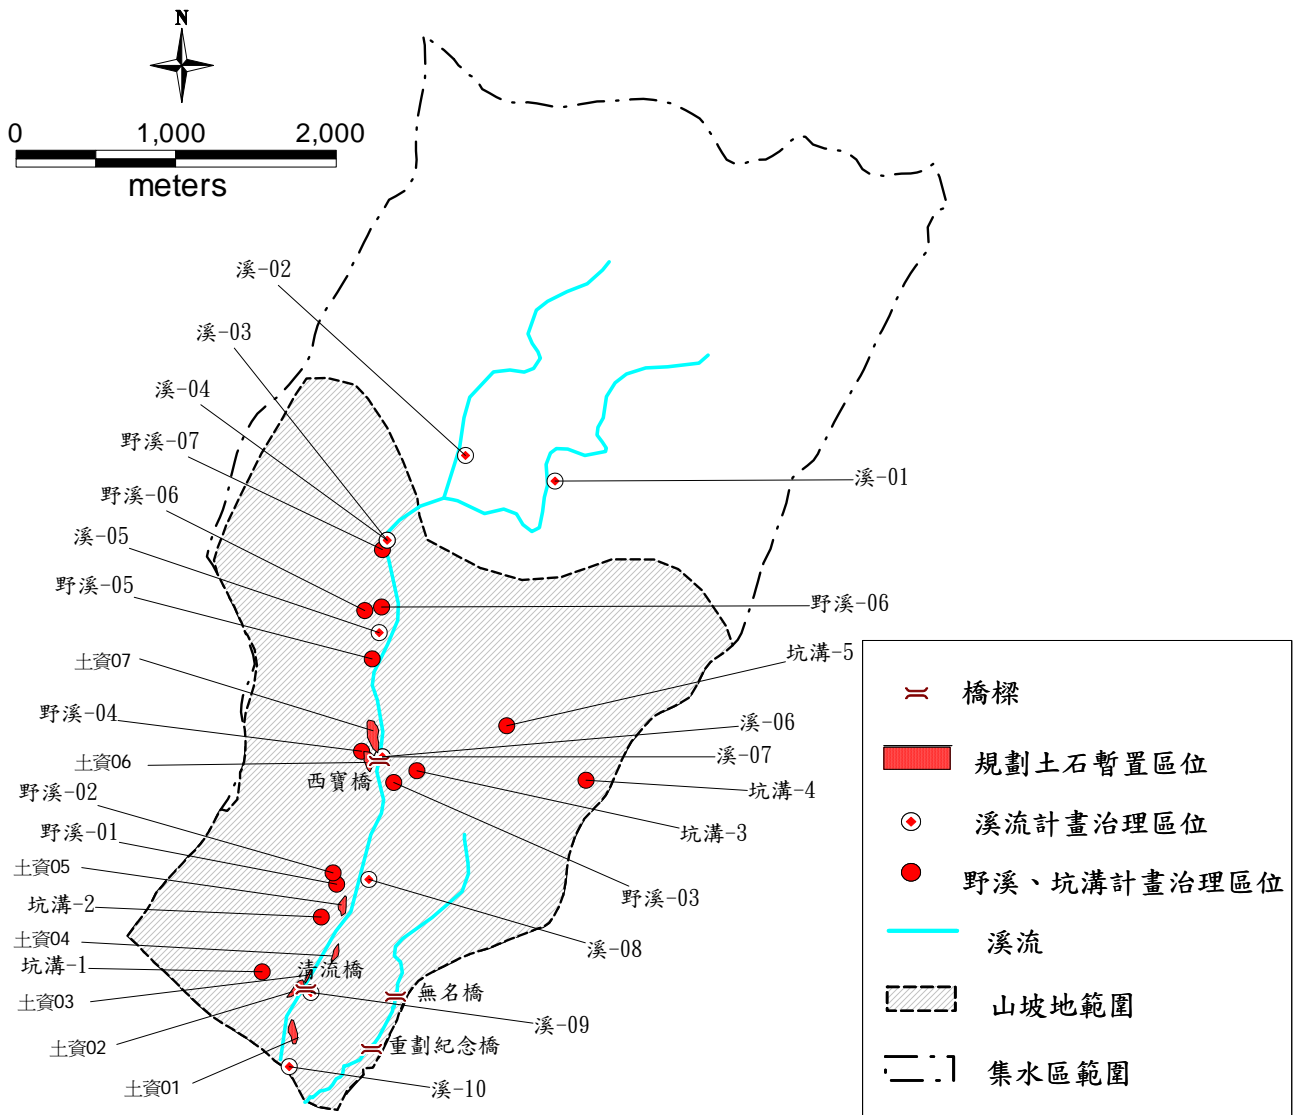 N
0 1,000 2,000
meters
溪-02
溪-03
溪-04
野溪-07
野溪-06
溪-05
野溪-05
土資07
野溪-04
土資06
西寶橋
野溪-02
野溪-01
土資05
坑溝-2
土資04
坑溝-1
清流橋
土資03
土資02
土資01
溪-01
野溪-06
坑溝-5
溪-06
溪-07
坑溝-4
坑溝-3
野溪-03
溪-08
無名橋
溪-09
重劃紀念橋
溪-10
橋樑
規劃土石暫置區位
溪流計畫治理區位
野溪、坑溝計畫治理區位
溪流
山坡地範圍
集水區範圍